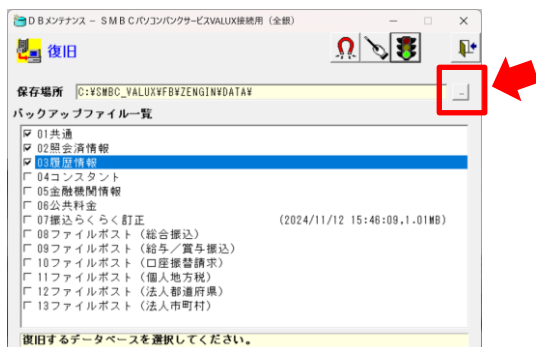 DBメンテナンス － SMBCパソコンバンクサービスVALUX接続用（全銀）
復旧
保存場所 C:¥SMBC_VALUX¥FB¥ZENGIN¥DATA¥
バックアップファイル一覧
01共通
02照会済情報
03履歴情報
04コンスタント
05金融機関情報
06公共料金
07振込らくらく訂正 (2024/11/12 15:46:09,1.01MB)
08ファイルポスト（総合振込）
09ファイルポスト（給与／賞与振込）
10ファイルポスト（口座振替請求）
11ファイルポスト（個人地方税）
12ファイルポスト（法人都道府県）
13ファイルポスト（法人市町村）
復旧するデータベースを選択してください。